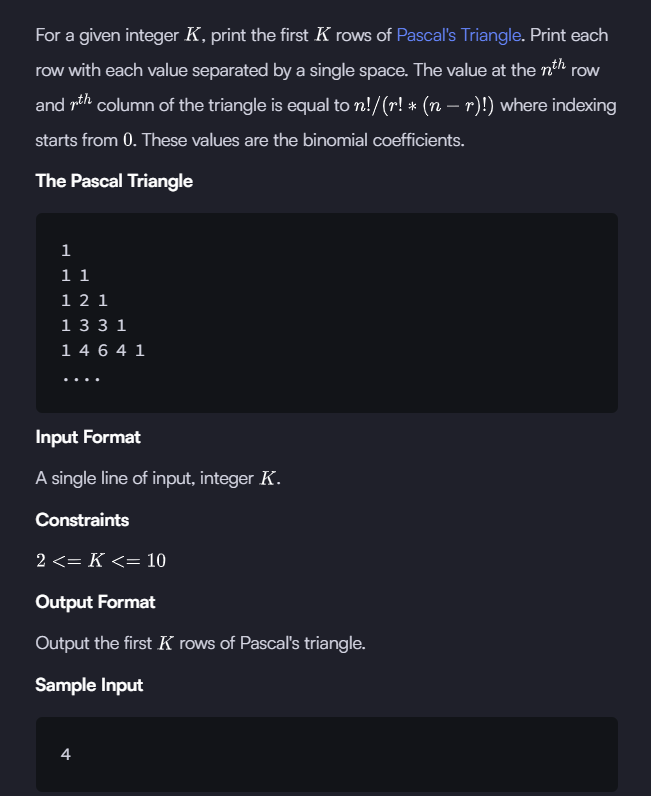 For a given integer K, print the first K rows of Pascal's Triangle. Print each
row with each value separated by a single space. The value at the nth row
and rth column of the triangle is equal to n!/(r! * (n − r)!) where indexing
starts from 0. These values are the binomial coefficients.
The Pascal Triangle
1
1 1
1 2 1
1 3 3 1
1 4 6 4 1
....
Input Format
A single line of input, integer K.
Constraints
2 <= K <= 10
Output Format
Output the first K rows of Pascal's triangle.
Sample Input
4